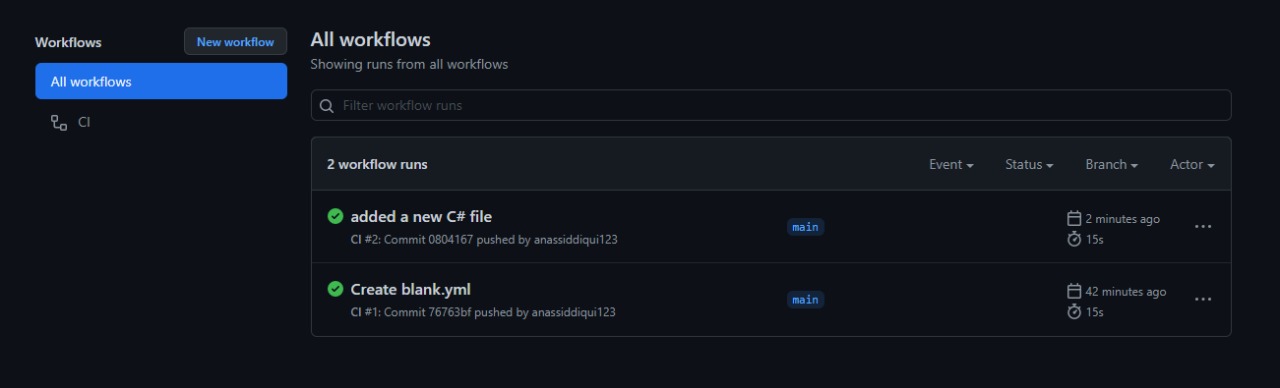 Workflows
New workflow
All workflows
CI
All workflows
Showing runs from all workflows
Filter workflow runs
2 workflow runs
Event
Status
Branch
Actor
added a new C# file
CI #2: Commit 0804167 pushed by anassiddiqui123
main
2 minutes ago
15s
Create blank.yml
CI #1: Commit 76763bf pushed by anassiddiqui123
main
42 minutes ago
15s